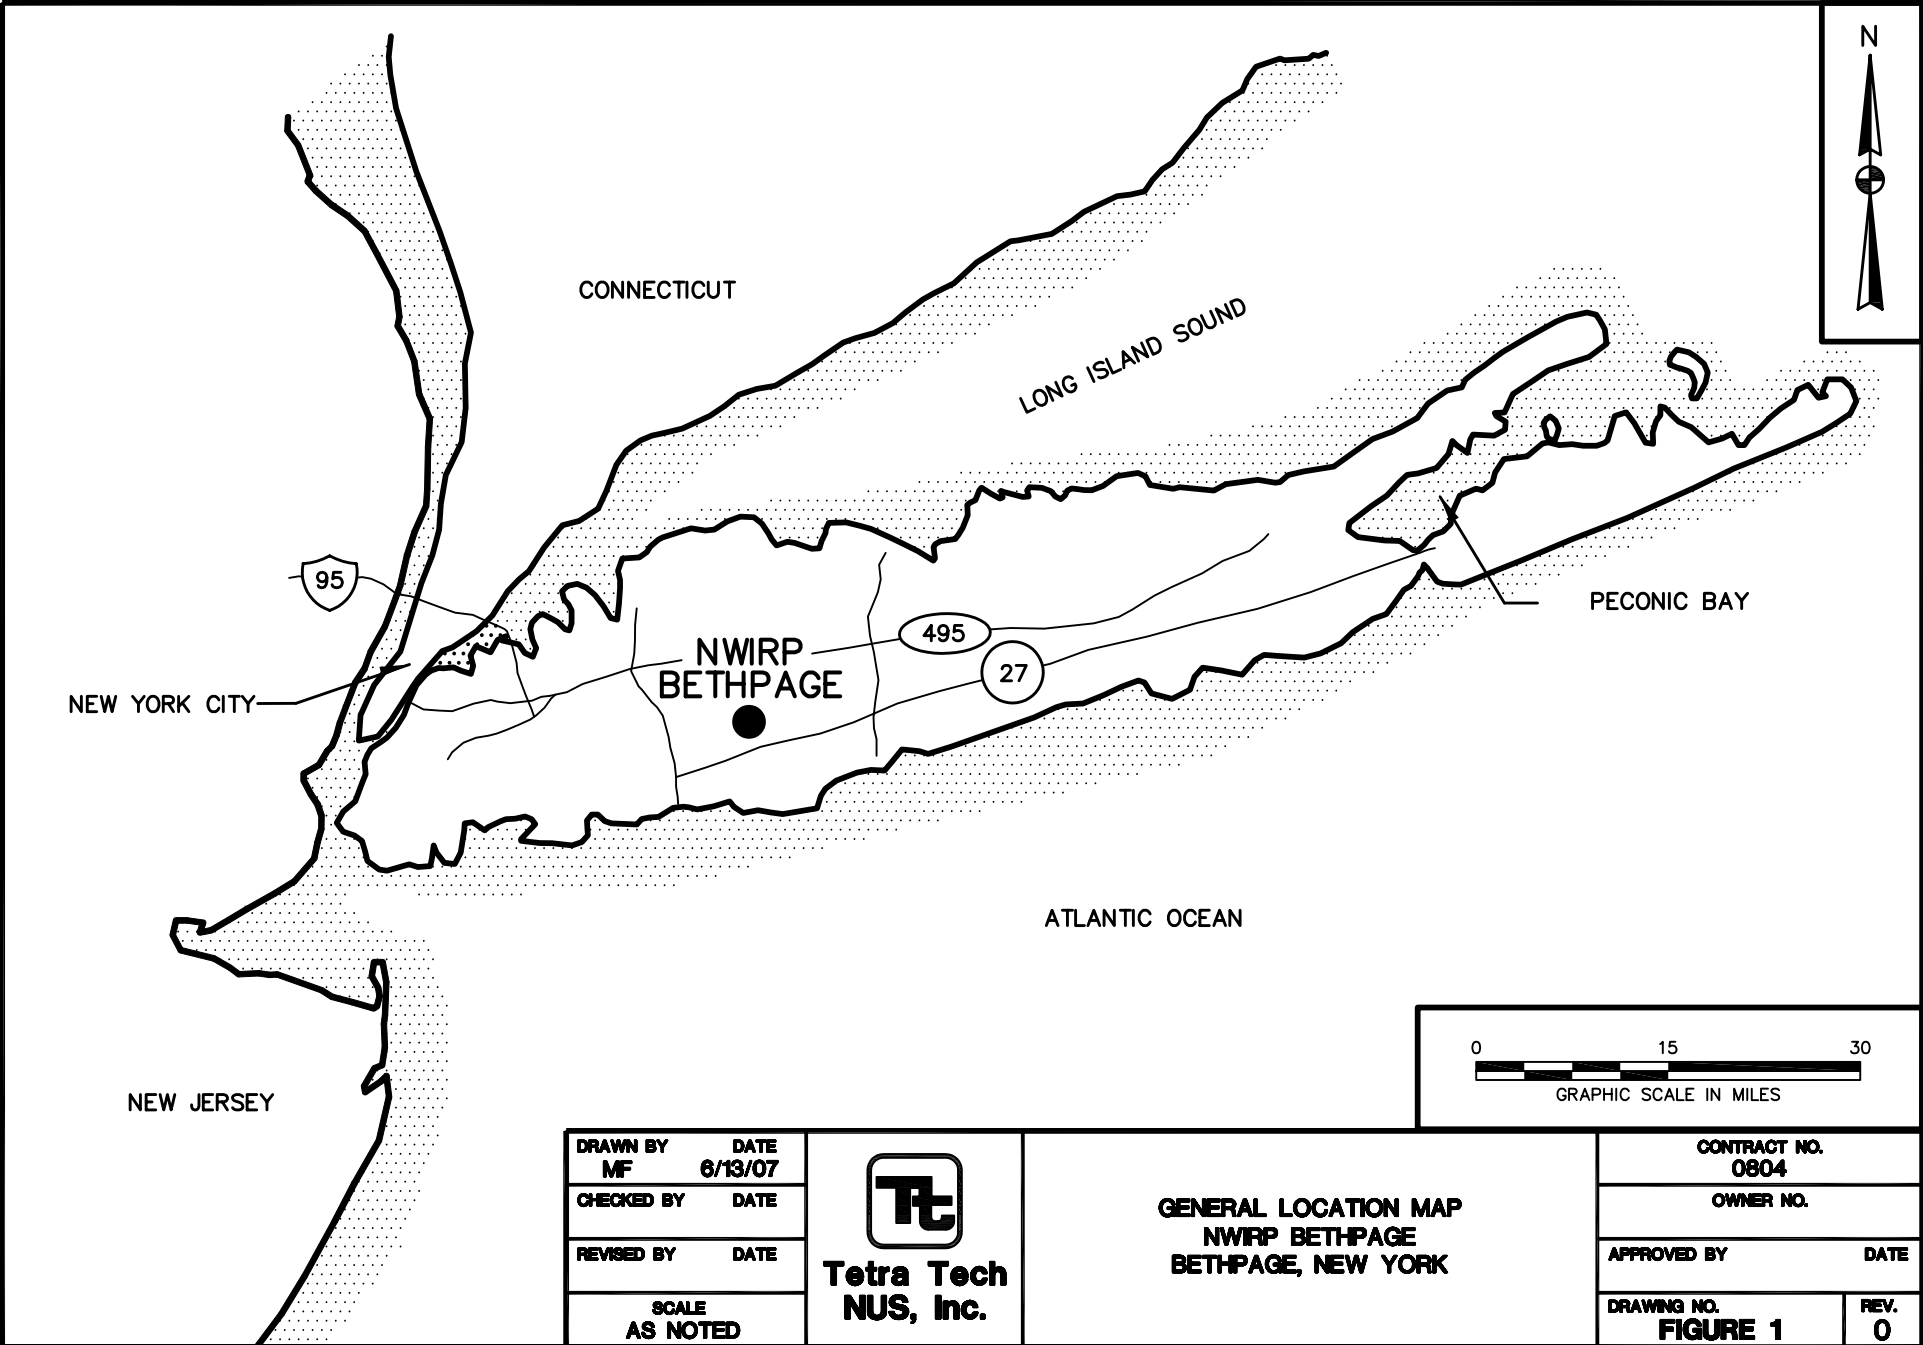 N
CONNECTICUT
LONG ISLAND SOUND
95
NEW YORK CITY
NWIRP
BETHPAGE
495
27
PECONIC BAY
ATLANTIC OCEAN
NEW JERSEY
0 15 30
GRAPHIC SCALE IN MILES
DRAWN BY DATE
MF 6/13/07
CHECKED BY DATE
REVISED BY DATE
SCALE
AS NOTED
Tt
Tetra Tech
NUS, Inc.
GENERAL LOCATION MAP
NWIRP BETHPAGE
BETHPAGE, NEW YORK
CONTRACT NO.
0804
OWNER NO.
APPROVED BY DATE
DRAWING NO. REV.
FIGURE 1 0